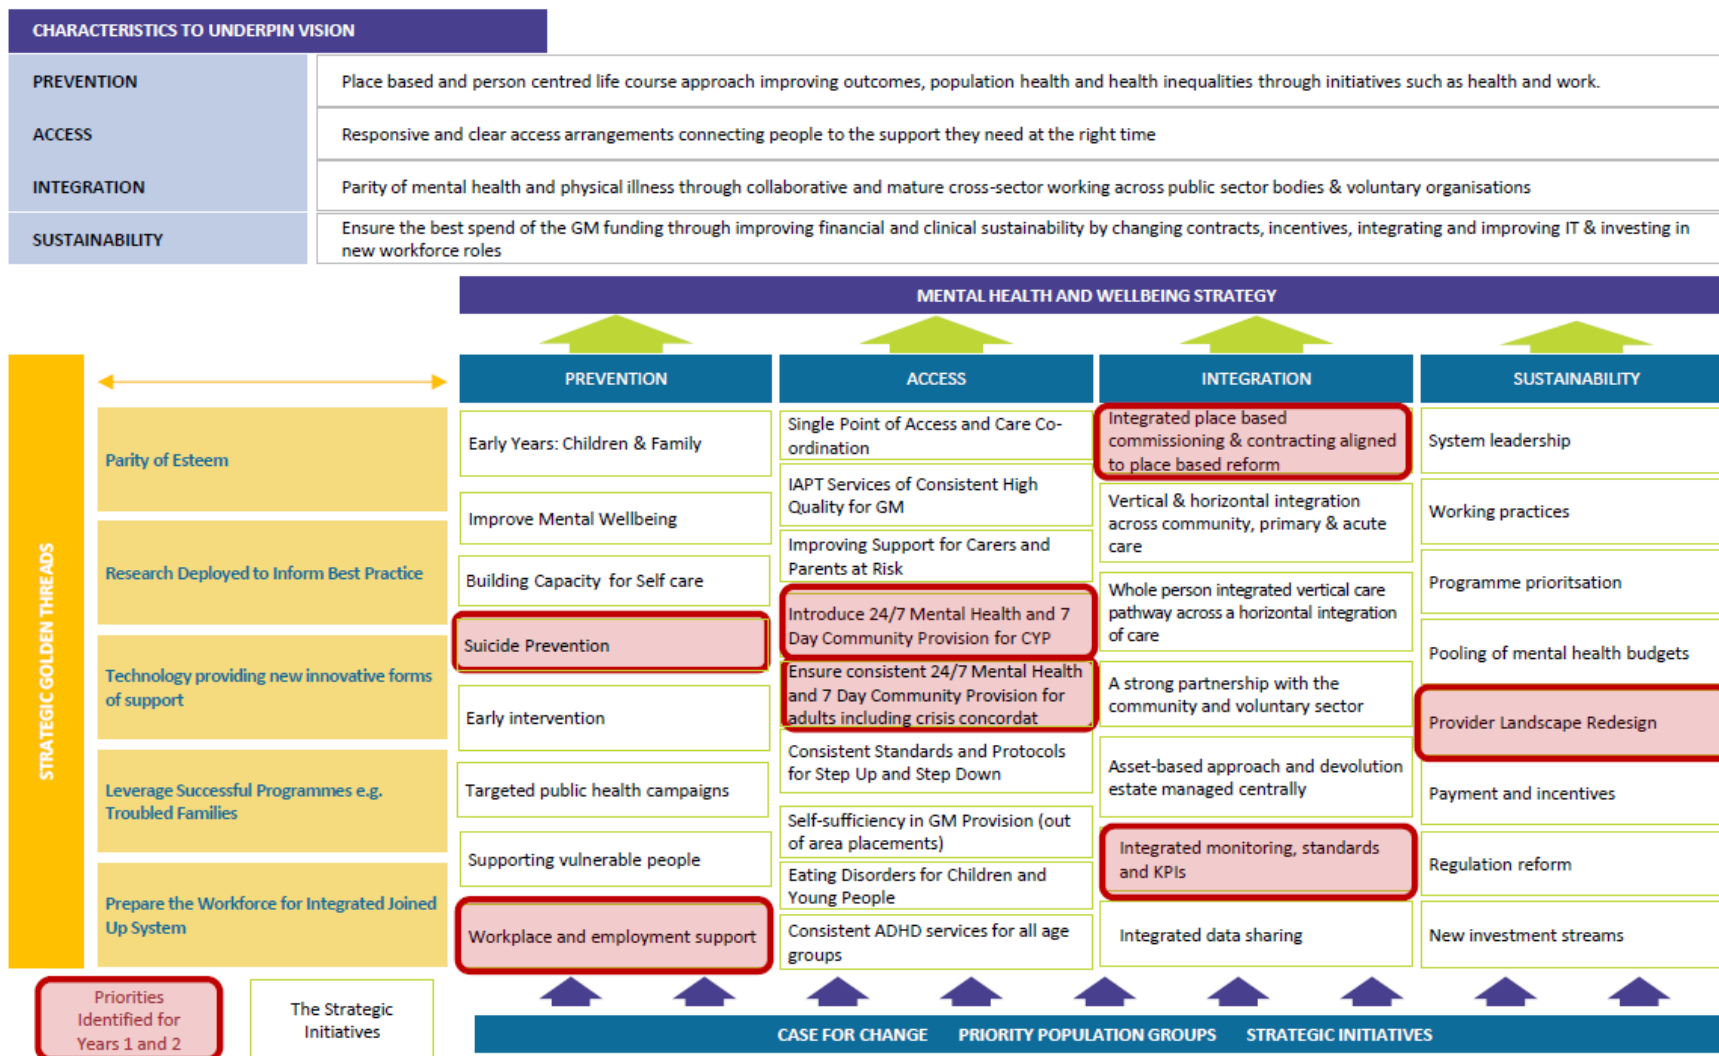 CHARACTERISTICS TO UNDERPIN VISION
PREVENTION
Place based and person centred life course approach improving outcomes, population health and health inequalities through initiatives such as health and work.
ACCESS
Responsive and clear access arrangements connecting people to the support they need at the right time
INTEGRATION
Parity of mental health and physical illness through collaborative and mature cross-sector working across public sector bodies & voluntary organisations
SUSTAINABILITY
Ensure the best spend of the GM funding through improving financial and clinical sustainability by changing contracts, incentives, integrating and improving IT & investing in
new workforce roles
MENTAL HEALTH AND WELLBEING STRATEGY
STRATEGIC GOLDEN THREADS
Parity of Esteem
Research Deployed to Inform Best Practice
Technology providing new innovative forms
of support
Leverage Successful Programmes e.g.
Troubled Families
Prepare the Workforce for Integrated Joined
Up System
PREVENTION
Early Years: Children & Family
Improve Mental Wellbeing
Building Capacity for Self care
Suicide Prevention
Early intervention
Targeted public health campaigns
Supporting vulnerable people
Workplace and employment support
ACCESS
Single Point of Access and Care Co-
ordination
IAPT Services of Consistent High
Quality for GM
Improving Support for Carers and
Parents at Risk
Introduce 24/7 Mental Health and 7
Day Community Provision for CYP
Ensure consistent 24/7 Mental Health
and 7 Day Community Provision for
adults including crisis concordat
Consistent Standards and Protocols
for Step Up and Step Down
Self-sufficiency in GM Provision (out
of area placements)
Eating Disorders for Children and
Young People
Consistent ADHD services for all age
groups
INTEGRATION
Integrated place based
commissioning & contracting aligned
to place based reform
Vertical & horizontal integration
across community, primary & acute
care
Whole person integrated vertical care
pathway across a horizontal integration
of care
A strong partnership with the
community and voluntary sector
Asset-based approach and devolution
estate managed centrally
Integrated monitoring, standards
and KPIs
Integrated data sharing
SUSTAINABILITY
System leadership
Working practices
Programme prioritsation
Pooling of mental health budgets
Provider Landscape Redesign
Payment and incentives
Regulation reform
New investment streams
Priorities
Identified for
Years 1 and 2
The Strategic
Initiatives
CASE FOR CHANGE PRIORITY POPULATION GROUPS STRATEGIC INITIATIVES